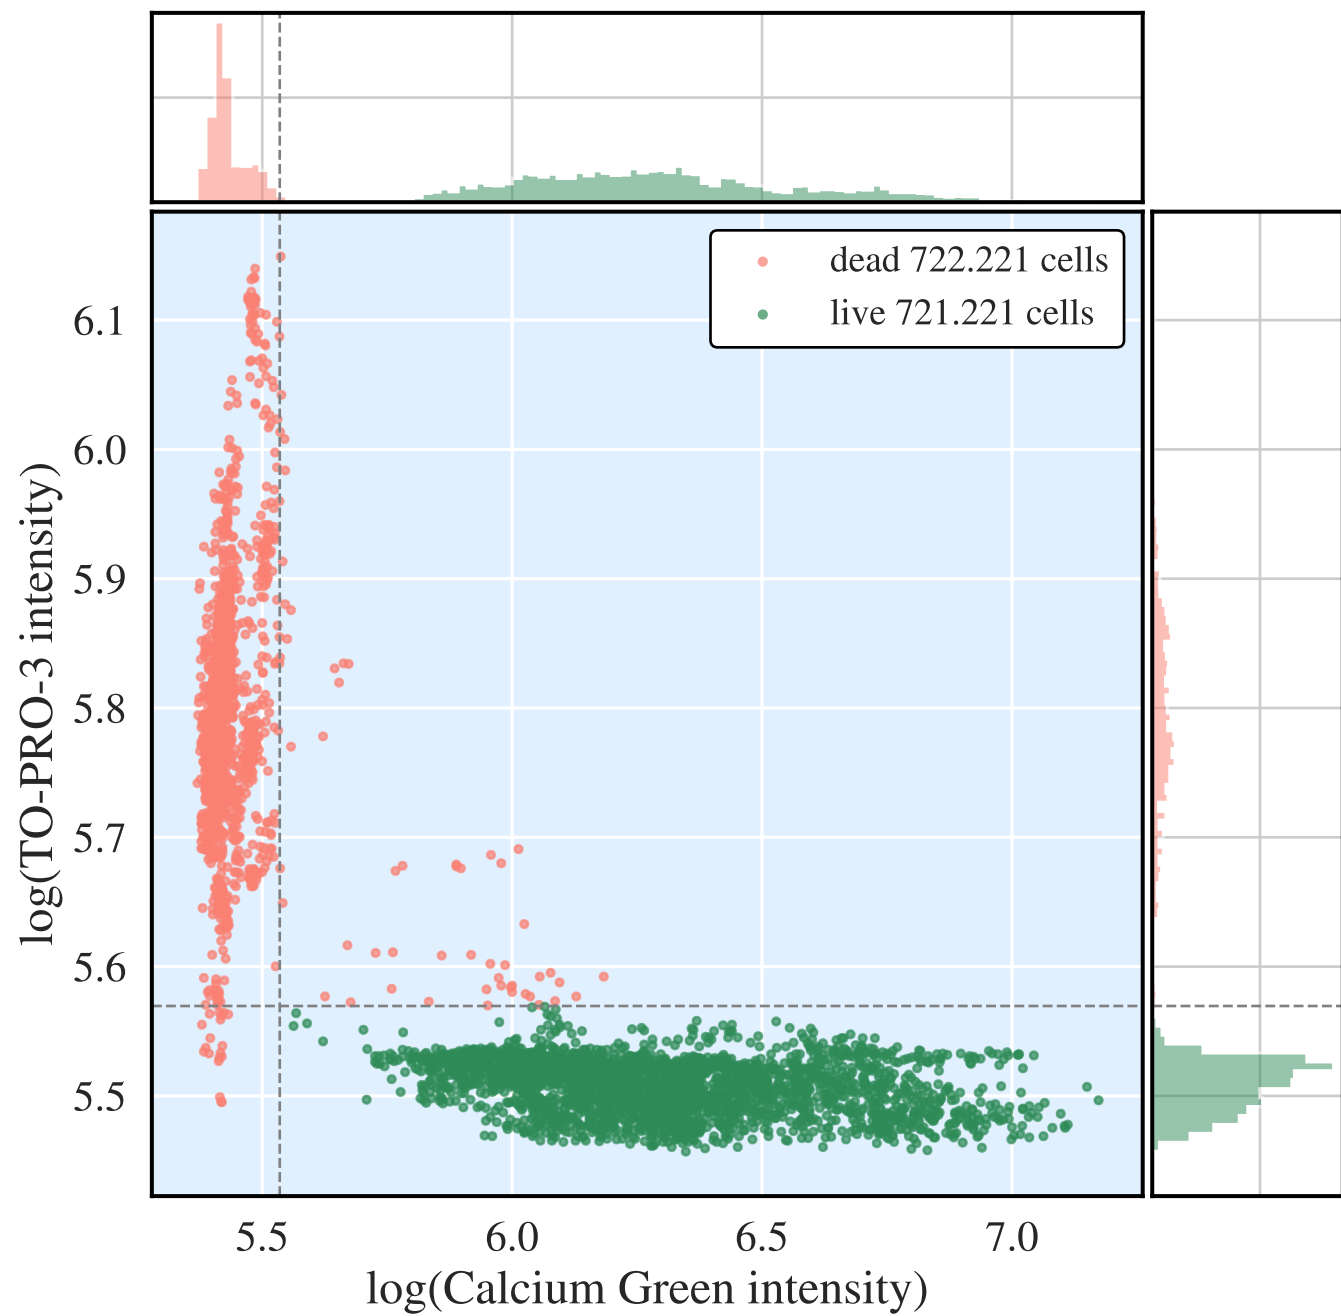 dead 722.221 cells
live 721.221 cells
log(TO-PRO-3 intensity)
6.1
6.0
5.9
5.8
5.7
5.6
5.5
5.5 6.0 6.5 7.0
log(Calcium Green intensity)